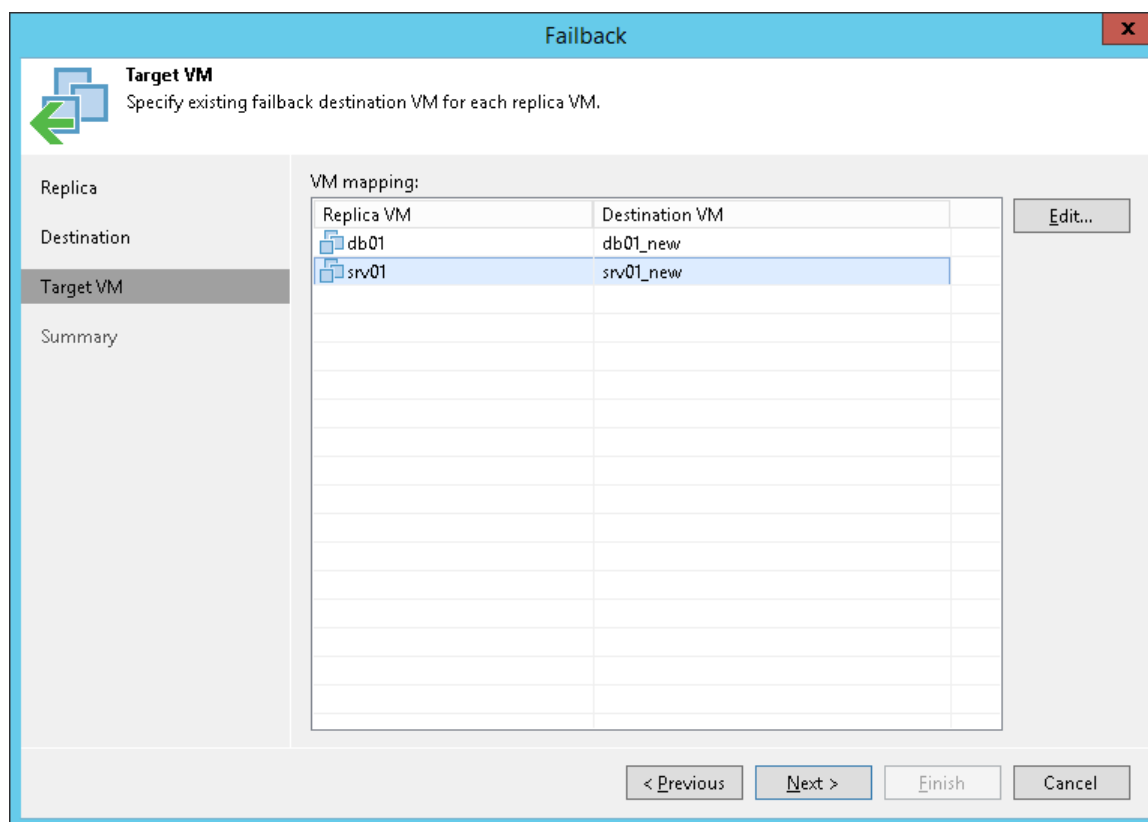 Failback
x
Target VM
Specify existing failback destination VM for each replica VM.
Replica
Destination
Target VM
Summary
VM mapping:
Replica VM Destination VM
db01 db01_new
srv01 srv01_new
Edit...
< Previous Next > Finish Cancel